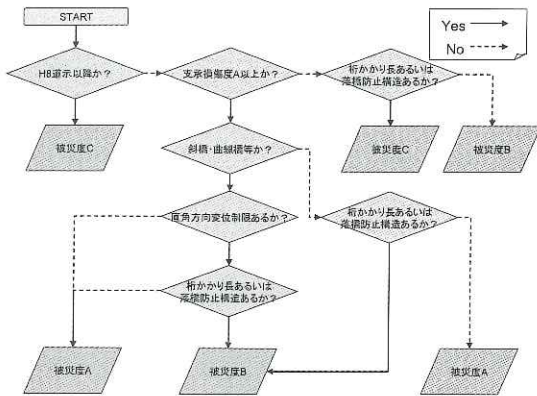 START
Yes
No
H8道示以降か？
支承損傷度A以上か？
桁かかり長あるいは
落橋防止構造あるか？
被災度C
斜橋・曲線橋等か？
被災度C
被災度B
直角方向変位制限あるか？
桁かかり長あるいは
落橋防止構造あるか？
桁かかり長あるいは
落橋防止構造あるか？
被災度A
被災度B
被災度A